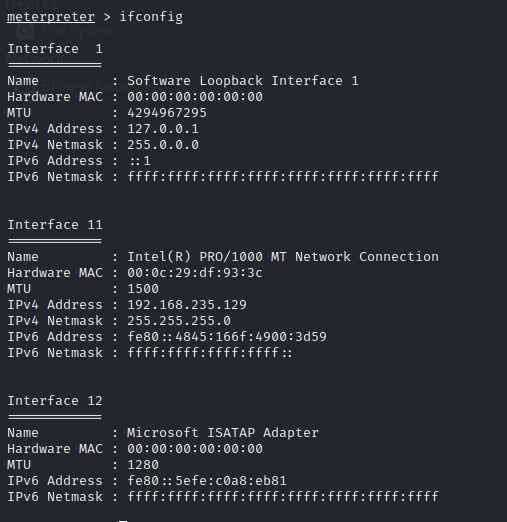 meterpreter > ifconfig
Interface  1
============
Name         : Software Loopback Interface 1
Hardware MAC : 00:00:00:00:00:00
MTU          : 4294967295
IPv4 Address : 127.0.0.1
IPv4 Netmask : 255.0.0.0
IPv6 Address : ::1
IPv6 Netmask : ffff:ffff:ffff:ffff:ffff:ffff:ffff:ffff
Interface 11
============
Name         : Intel(R) PRO/1000 MT Network Connection
Hardware MAC : 00:0c:29:df:93:3c
MTU          : 1500
IPv4 Address : 192.168.235.129
IPv4 Netmask : 255.255.255.0
IPv6 Address : fe80::4845:166f:4900:3d59
IPv6 Netmask : ffff:ffff:ffff:ffff::
Interface 12
============
Name         : Microsoft ISATAP Adapter
Hardware MAC : 00:00:00:00:00:00
MTU          : 1280
IPv6 Address : fe80::5efe:c0a8:eb81
IPv6 Netmask : ffff:ffff:ffff:ffff:ffff:ffff:ffff:ffff
Devices
File System